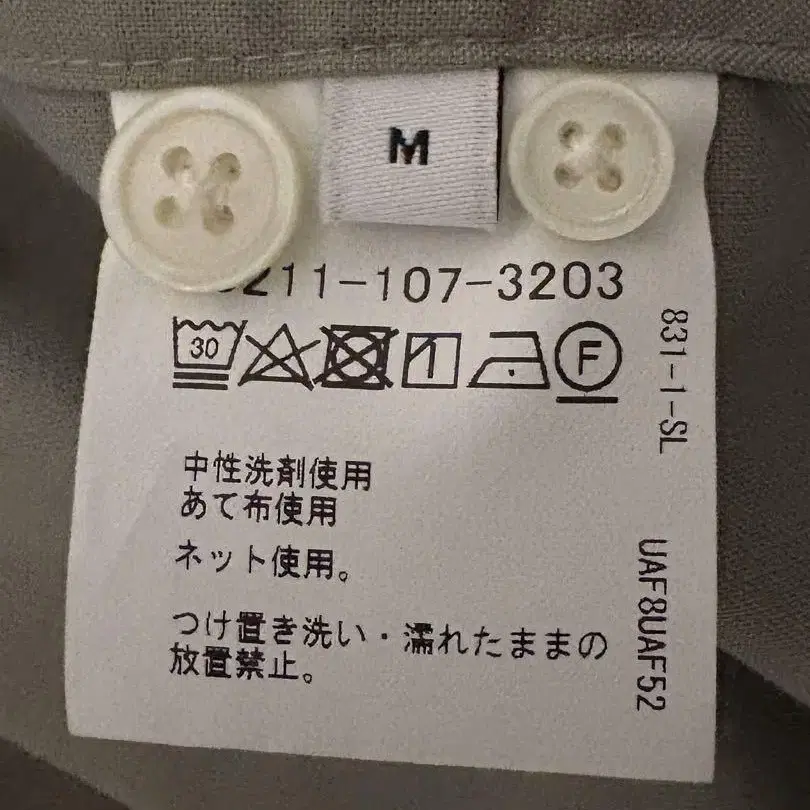 M
211-107-3203
30
F
中性洗剤使用
あて布使用
ネット使用。
つけ置き洗い・濡れたままの
放置禁止。
831-1-SL
UAF8UAF52